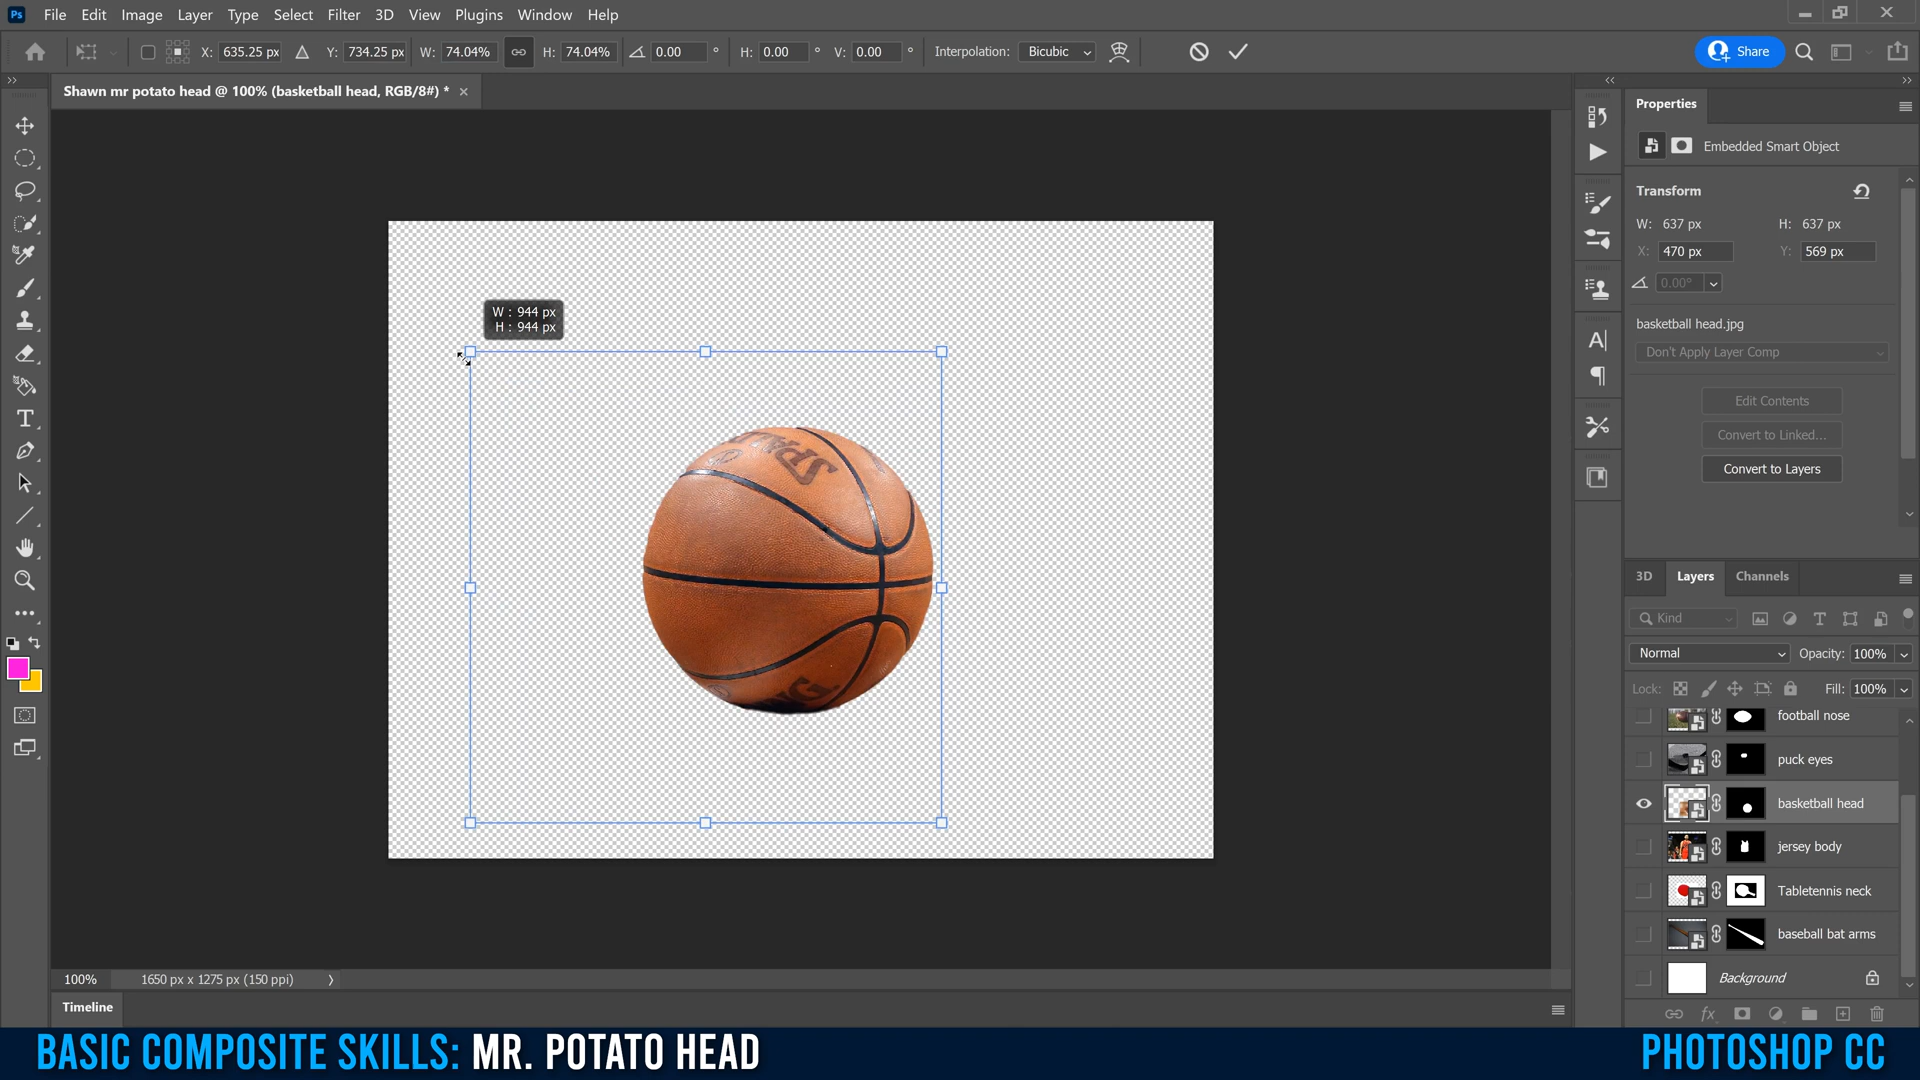 Ps File Edit Image Layer Type Select Filter 3D View Plugins Window Help
X: 635.25 px Y: 734.25 px W: 74.04% H: 74.04% 0.00 ° H: 0.00 ° V: 0.00 ° Interpolation: Bicubic Share
Shawn mr potato head @ 100% (basketball head, RGB/8#) * ×
Properties
Embedded Smart Object
Transform
W: 637 px H: 637 px
X: 470 px Y: 569 px
0.00°
basketball head.jpg
Don't Apply Layer Comp
Edit Contents
Convert to Linked...
Convert to Layers
W : 944 px
H : 944 px
SPALD
3D Layers Channels
Kind
Normal Opacity: 100%
Lock: Fill: 100%
football nose
puck eyes
basketball head
jersey body
Tabletennis neck
baseball bat arms
Background
100% 1650 px x 1275 px (150 ppi)
Timeline
BASIC COMPOSITE SKILLS: MR. POTATO HEAD
PHOTOSHOP CC